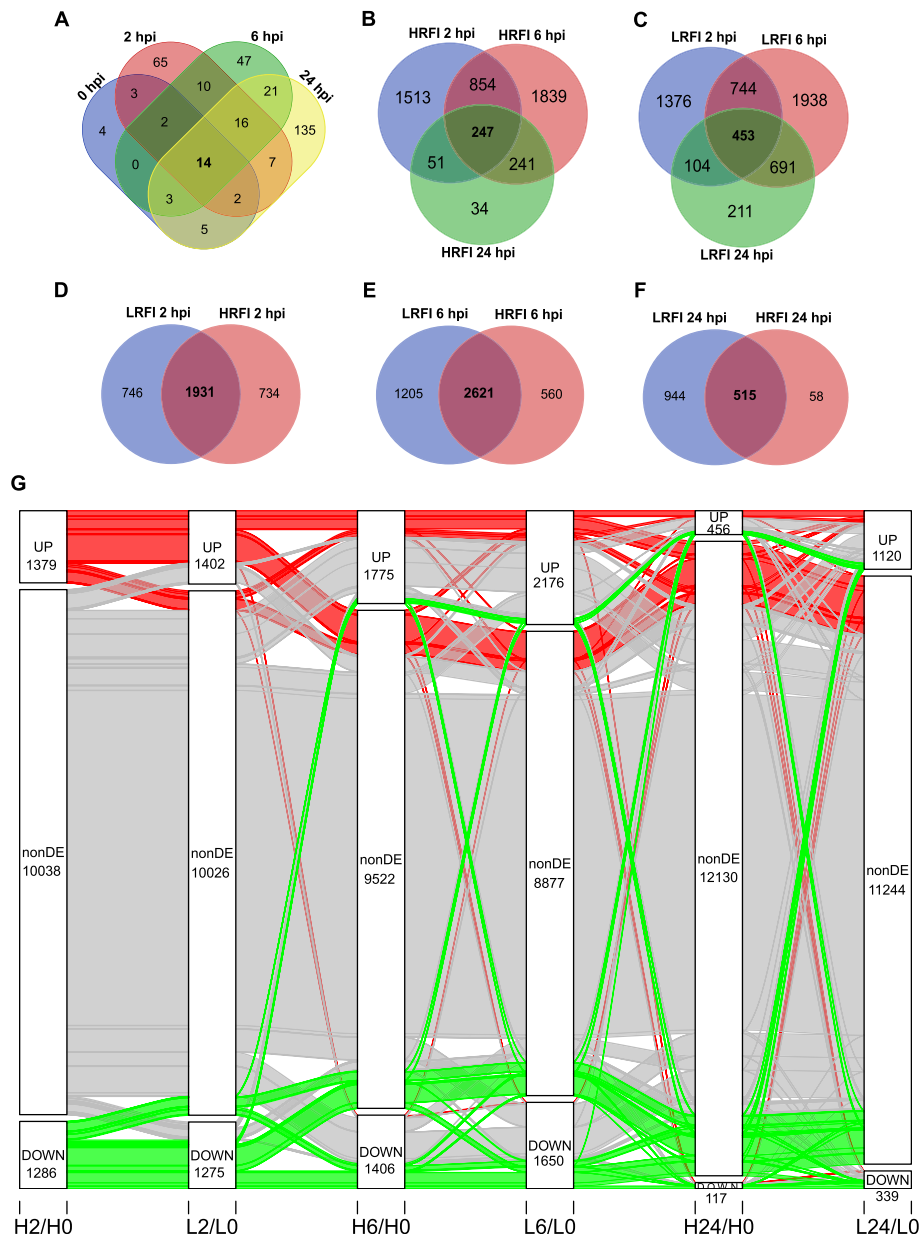 A
B
C
2 hpi
6 hpi
0 hpi
24 hpi
65
47
3
10
21
4
2
16
135
0
14
7
3
2
5
HRFI 2 hpi
HRFI 6 hpi
1513
854
1839
247
51
241
34
HRFI 24 hpi
LRFI 2 hpi
LRFI 6 hpi
1376
744
1938
453
104
691
211
LRFI 24 hpi
D
E
F
LRFI 2 hpi
HRFI 2 hpi
746
1931
734
LRFI 6 hpi
HRFI 6 hpi
1205
2621
560
LRFI 24 hpi
HRFI 24 hpi
944
515
58
G
UP
1379
UP
1402
UP
1775
UP
2176
UP
456
UP
1120
nonDE
10038
nonDE
10026
nonDE
9522
nonDE
8877
nonDE
12130
nonDE
11244
DOWN
1286
DOWN
1275
DOWN
1406
DOWN
1650
DOWN
117
DOWN
339
H2/H0
L2/L0
H6/H0
L6/L0
H24/H0
L24/L0